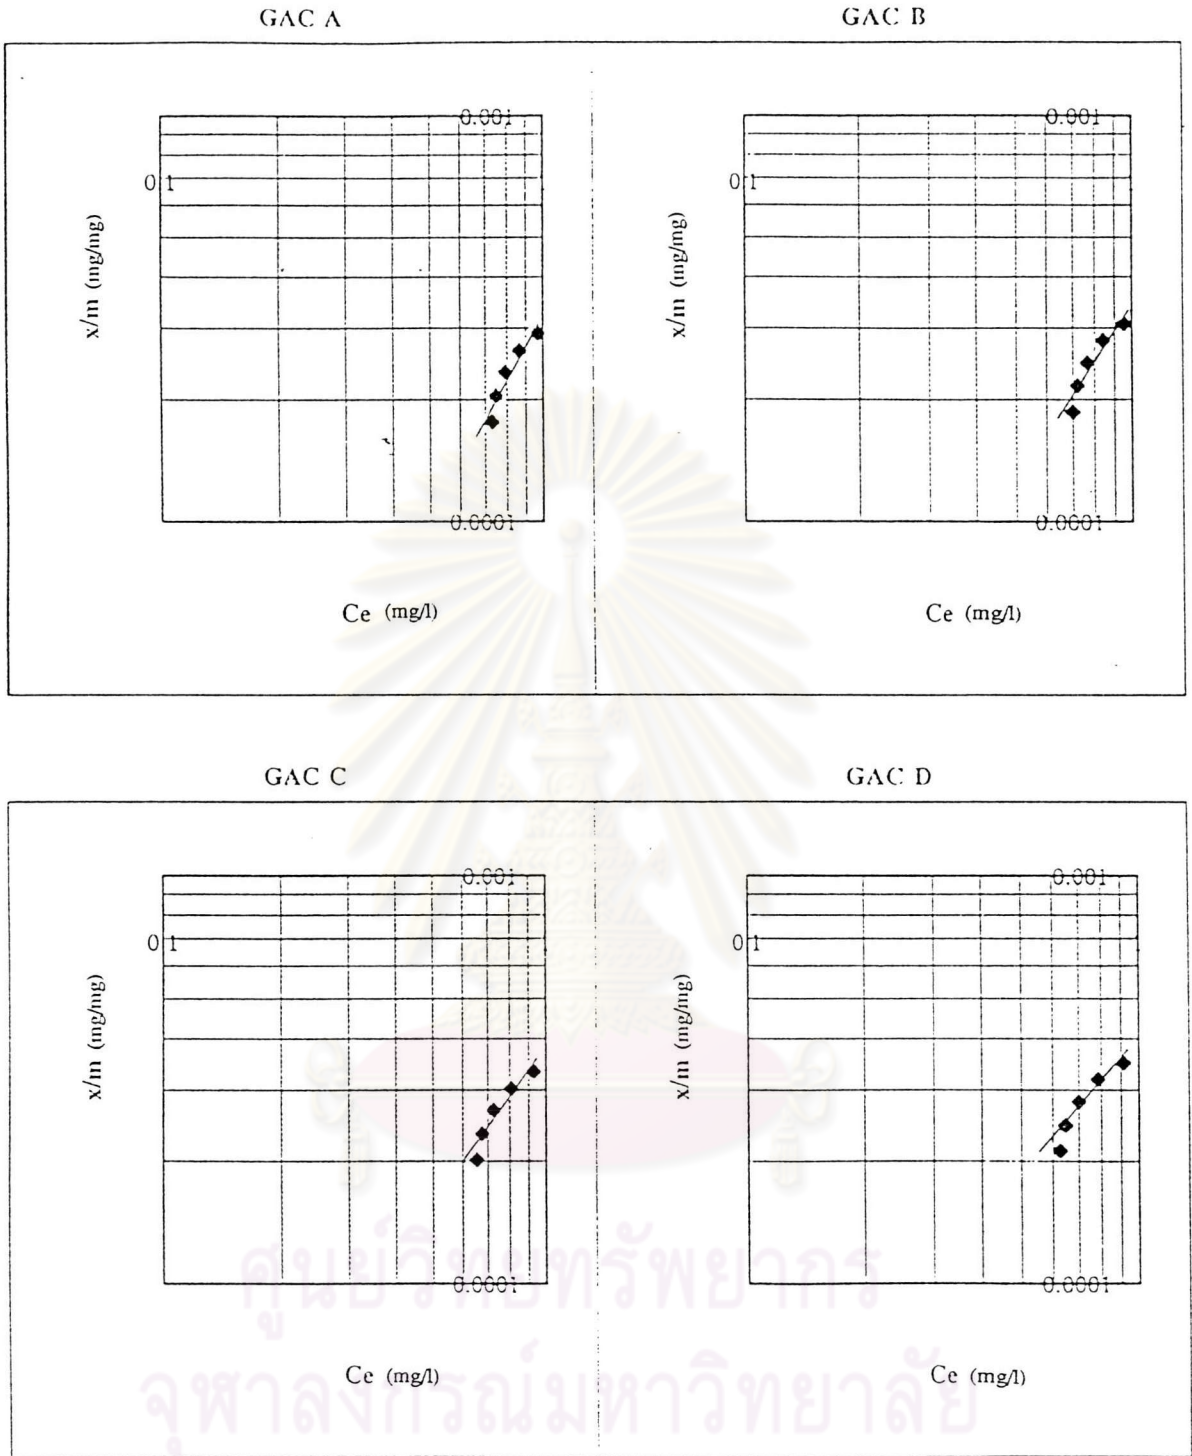 GAC A
GAC B
0.001
0.1
x/m (mg/mg)
0.0001
Ce (mg/l)
0.001
0.1
x/m (mg/mg)
0.0001
Ce (mg/l)
GAC C
GAC D
0.001
0.1
x/m (mg/mg)
0.0001
Ce (mg/l)
0.001
0.1
x/m (mg/mg)
0.0001
Ce (mg/l)
ศูนย์วิทยทรัพยากร
จุฬาลงกรณ์มหาวิทยาลัย